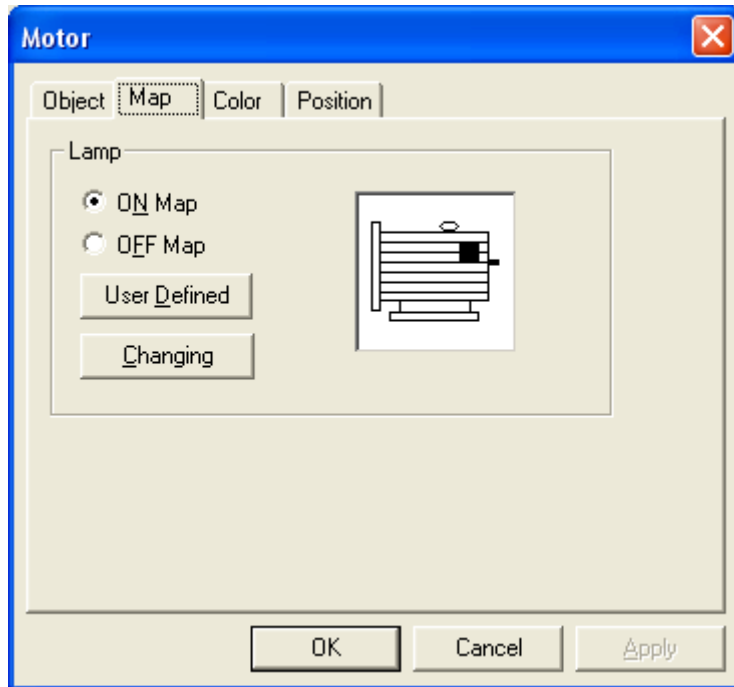 Motor
Object Map Color Position
Lamp
ON Map
OFF Map
User Defined
Changing
OK Cancel Apply